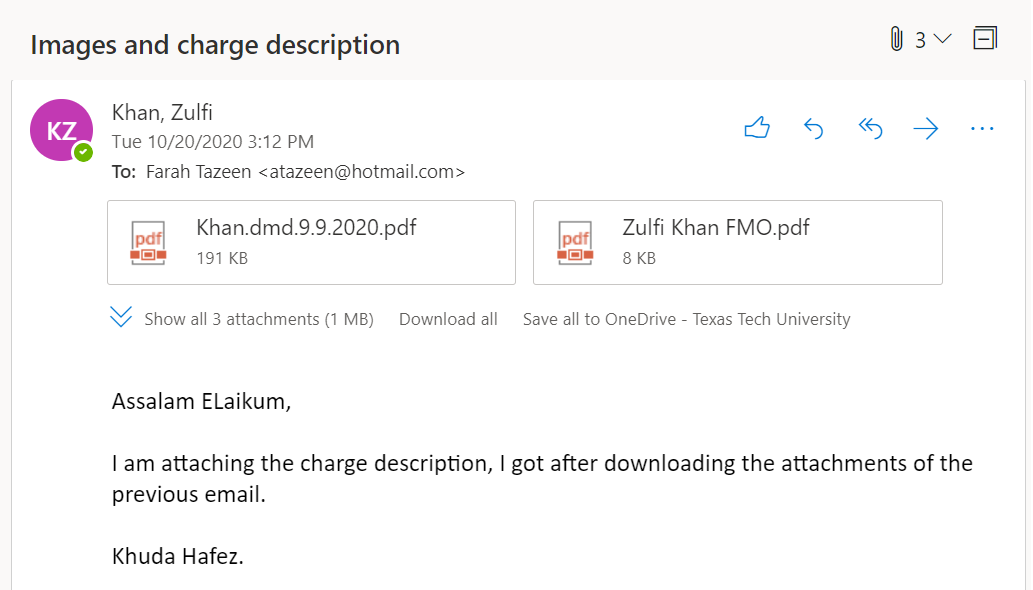 Images and charge description
3
KZ
Khan, Zulfi
Tue 10/20/2020 3:12 PM
To: Farah Tazeen <atazeen@hotmail.com>
pdf
Khan.dmd.9.9.2020.pdf
191 KB
pdf
Zulfi Khan FMO.pdf
8 KB
Show all 3 attachments (1 MB) Download all Save all to OneDrive - Texas Tech University
Assalam ELaikum,
I am attaching the charge description, I got after downloading the attachments of the
previous email.
Khuda Hafez.